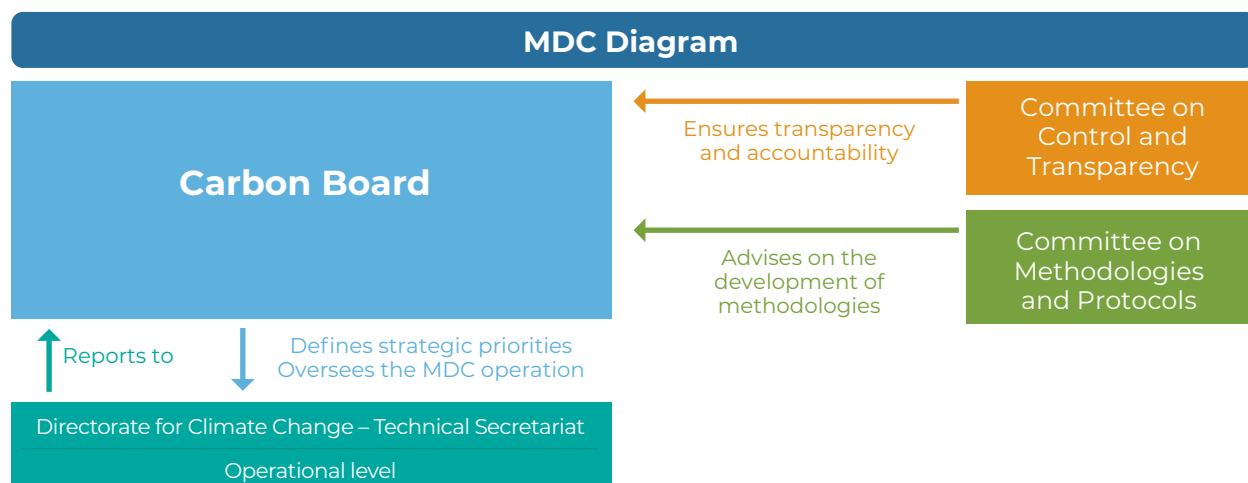 MDC Diagram
Carbon Board
Ensures transparency
and accountability
Committee on
Control and
Transparency
Advises on the
development of
methodologies
Committee on
Methodologies
and Protocols
Reports to
Defines strategic priorities
Oversees the MDC operation
Directorate for Climate Change – Technical Secretariat
Operational level